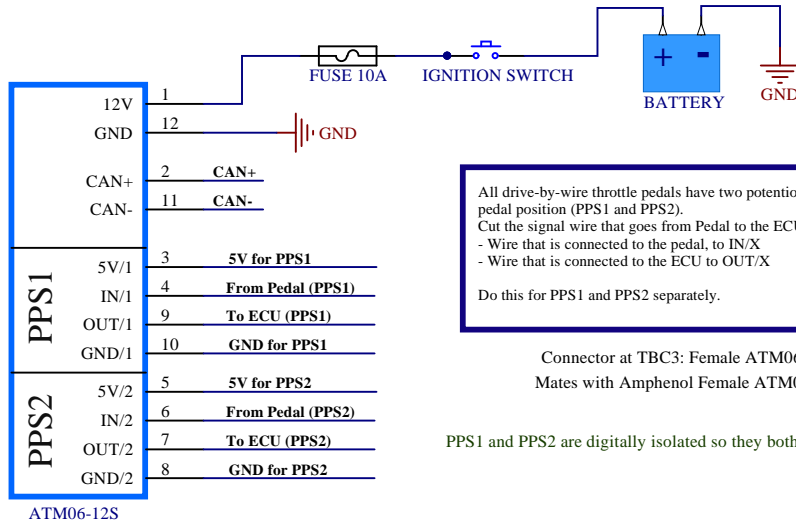 FUSE 10A
IGNITION SWITCH
+ -
BATTERY
GND
12V 1
GND 12
GND
CAN+ 2 CAN+
CAN- 11 CAN-
PPS1
5V/1 3 5V for PPS1
IN/1 4 From Pedal (PPS1)
OUT/1 9 To ECU (PPS1)
GND/1 10 GND for PPS1
PPS2
5V/2 5 5V for PPS2
IN/2 6 From Pedal (PPS2)
OUT/2 7 To ECU (PPS2)
GND/2 8 GND for PPS2
ATM06-12S
All drive-by-wire throttle pedals have two
pedal position (PPS1 and PPS2).
Cut the signal wire that goes from Pedal to the ECU
- Wire that is connected to the pedal, to IN/X
- Wire that is connected to the ECU to OUT/X
Do this for PPS1 and PPS2 separately.
Connector at TBC3: Female ATM06
Mates with Amphenol Female
PPS1 and PPS2 are digitally isolated so they both